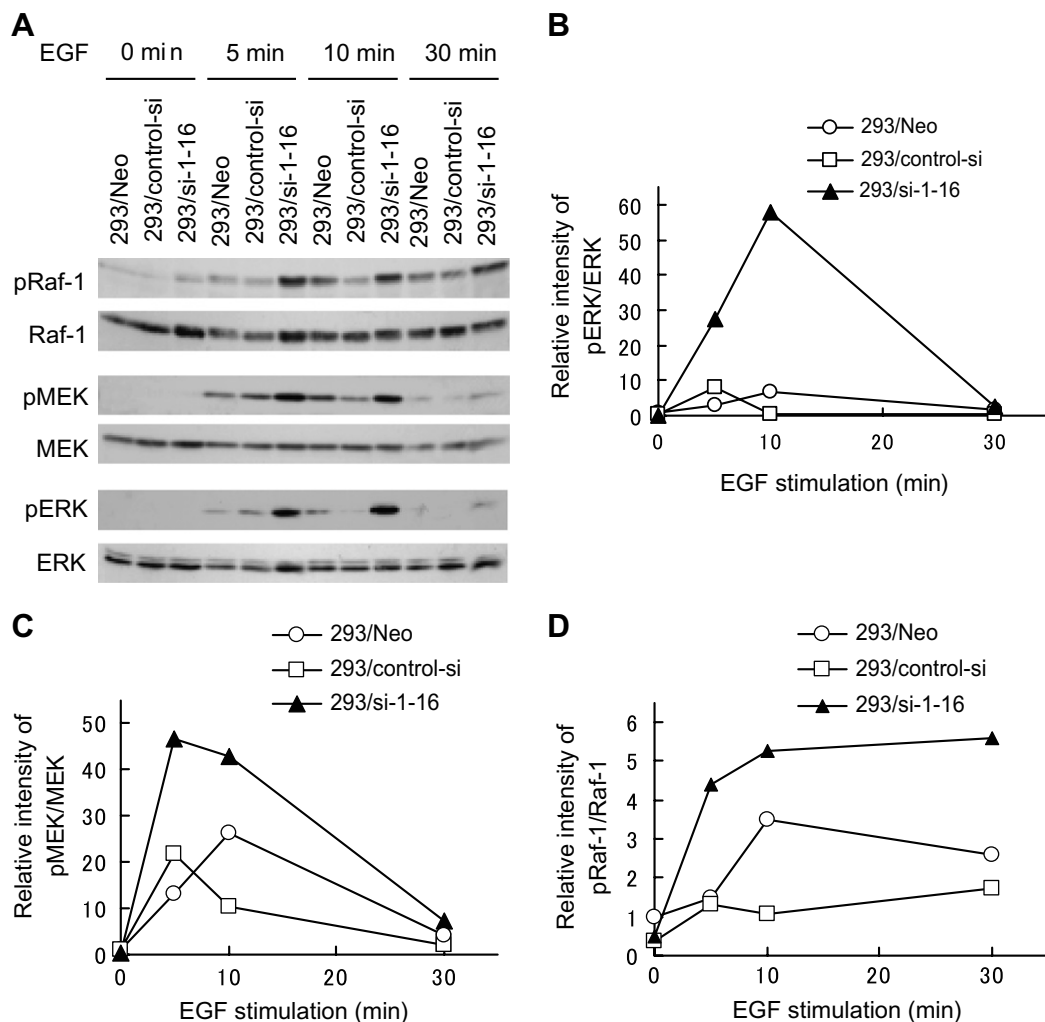 A
EGF 0 min 5 min 10 min 30 min
293/Neo 293/control-si 293/si-1-16 293/Neo 293/control-si 293/si-1-16 293/Neo 293/control-si 293/si-1-16 293/Neo 293/control-si 293/si-1-16
pRaf-1
Raf-1
pMEK
MEK
pERK
ERK
B
293/Neo
293/control-si
293/si-1-16
Relative intensity of
pERK/ERK
60
50
40
30
20
10
0
0 10 20 30
EGF stimulation (min)
C
293/Neo
293/control-si
293/si-1-16
Relative intensity of
pMEK/MEK
50
40
30
20
10
0
0 10 20 30
EGF stimulation (min)
D
293/Neo
293/control-si
293/si-1-16
Relative intensity of
pRaf-1/Raf-1
6
5
4
3
2
1
0
0 10 20 30
EGF stimulation (min)